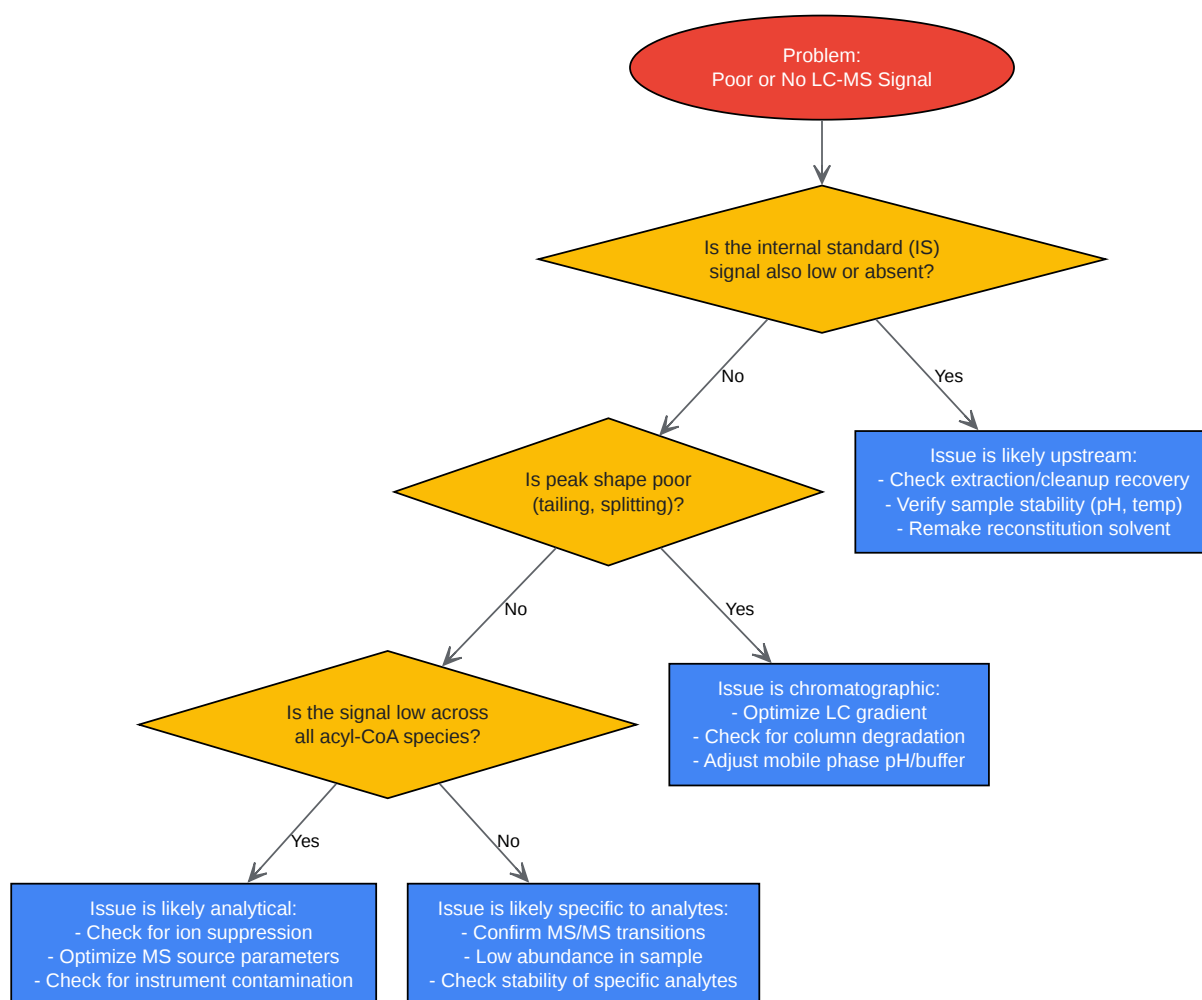 Problem:
Poor or No LC-MS Signal
Is the internal standard (IS)
signal also low or absent?
No
Yes
Is peak shape poor
(tailing, splitting)?
Issue is likely upstream:
- Check extraction/cleanup recovery
- Verify sample stability (pH, temp)
- Remake reconstitution solvent
No
Yes
Is the signal low across
all acyl-CoA species?
Issue is chromatographic:
- Optimize LC gradient
- Check for column degradation
- Adjust mobile phase pH/buffer
Yes
No
Issue is likely analytical:
- Check for ion suppression
- Optimize MS source parameters
- Check for instrument contamination
Issue is likely specific to analytes:
- Confirm MS/MS transitions
- Low abundance in sample
- Check stability of specific analytes